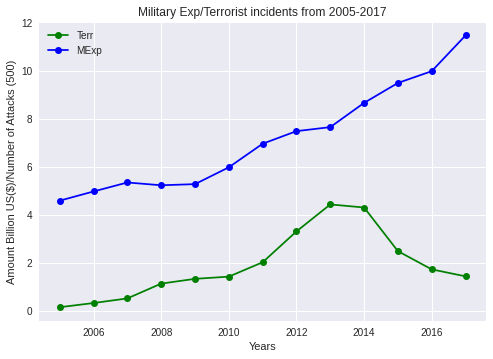 Military Exp/Terrorist incidents from 2005-2017
Amount Billion US($)/Number of Attacks (500)
12
10
8
6
4
2
0
Terr
MExp
2006 2008 2010 2012 2014 2016
Years